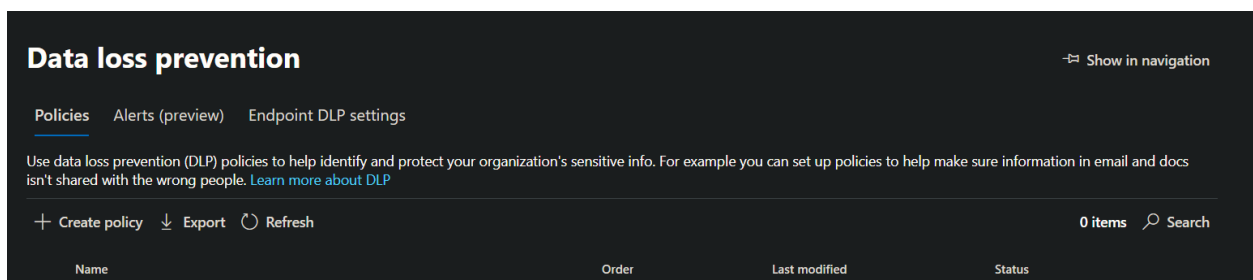 Data loss prevention
Show in navigation
Policies Alerts (preview) Endpoint DLP settings
Use data loss prevention (DLP) policies to help identify and protect your organization's sensitive info. For example you can set up policies to help make sure information in email and docs
isn't shared with the wrong people. Learn more about DLP
Create policy Export Refresh 0 items Search
Name Order Last modified Status